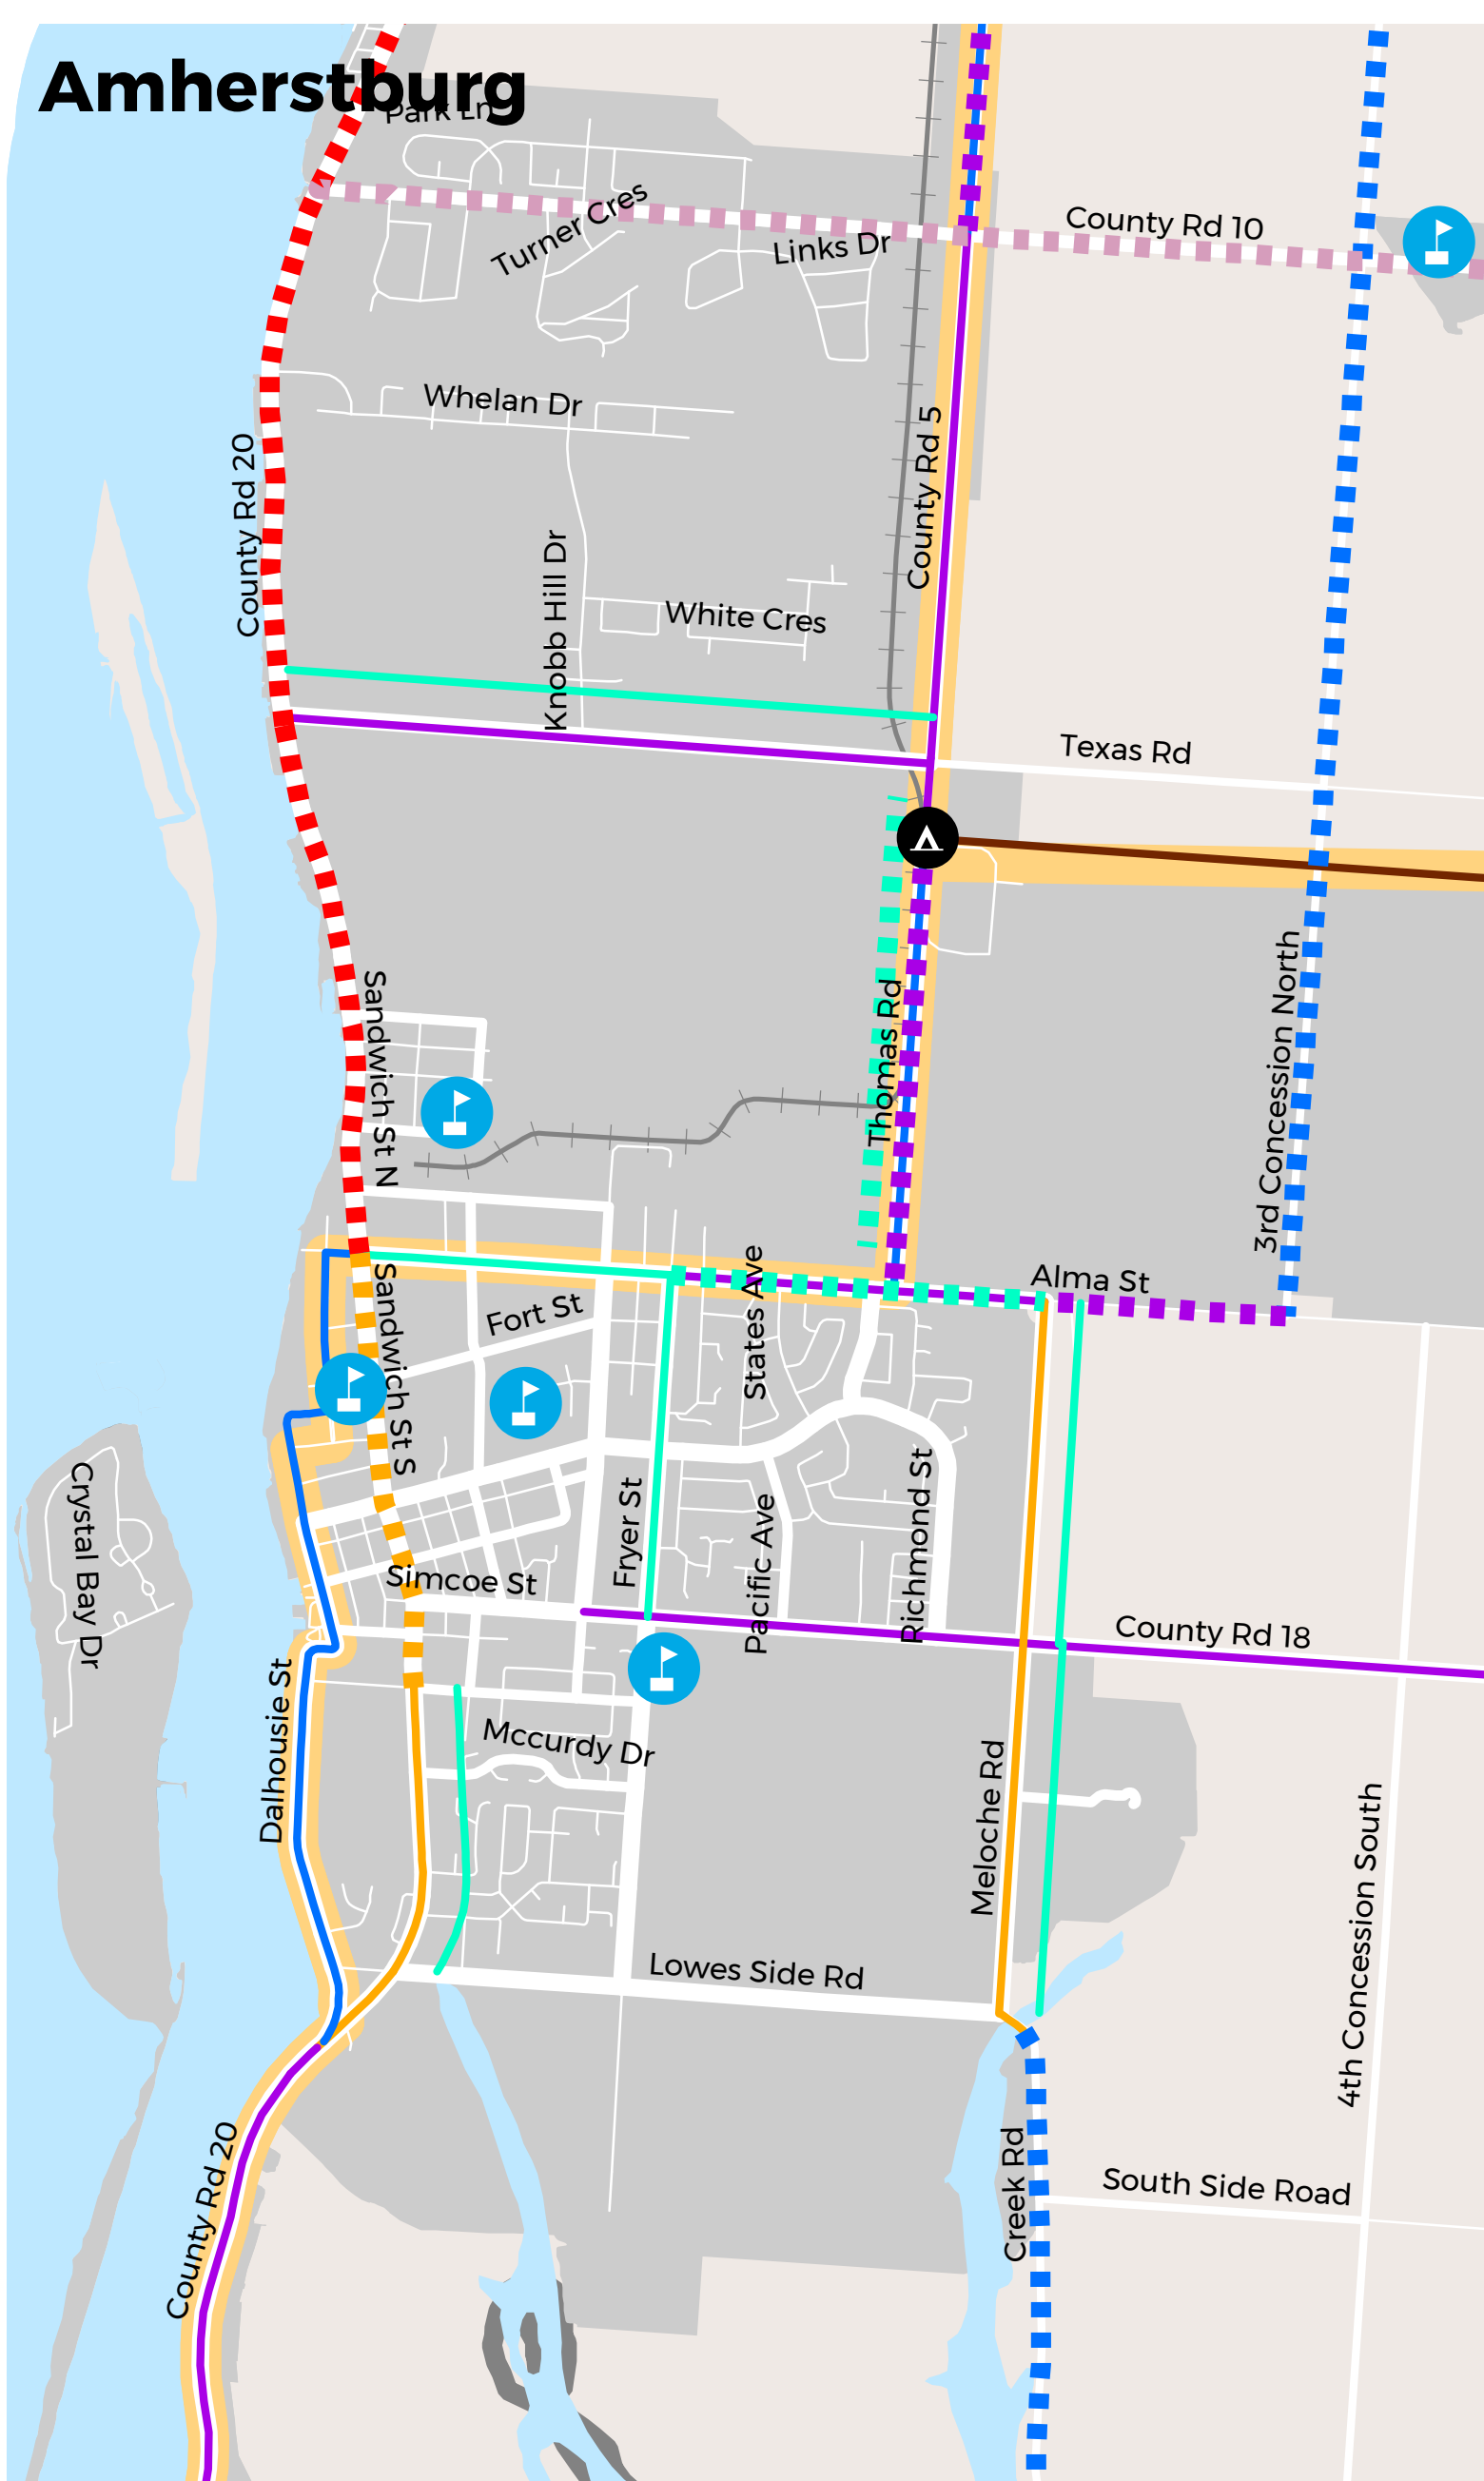 Amherstburg
Park Ln
Turner Cres
Links Dr
County Rd 10
Whelan Dr
County Rd 20
County Rd 5
Knobb Hill Dr
White Cres
Texas Rd
Sandwich St N
Thomas Rd
3rd Concession North
Alma St
Sandwich St S
Fort St
States Ave
Crystal Bay Dr
Fryer St
Pacific Ave
Richmond St
Simcoe St
County Rd 18
Dalhousie St
Mccurdy Dr
Meloche Rd
4th Concession South
Lowes Side Rd
County Rd 20
Creek Rd
South Side Road